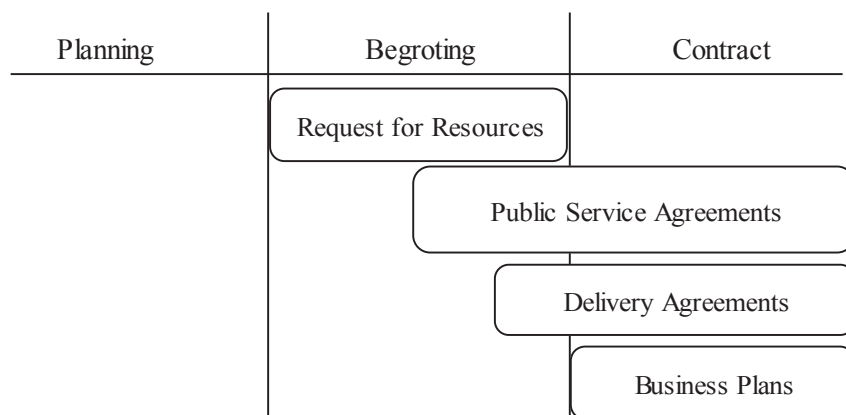 Planning Begroting Contract
Request for Resources
Public Service Agreements
Delivery Agreements
Business Plans